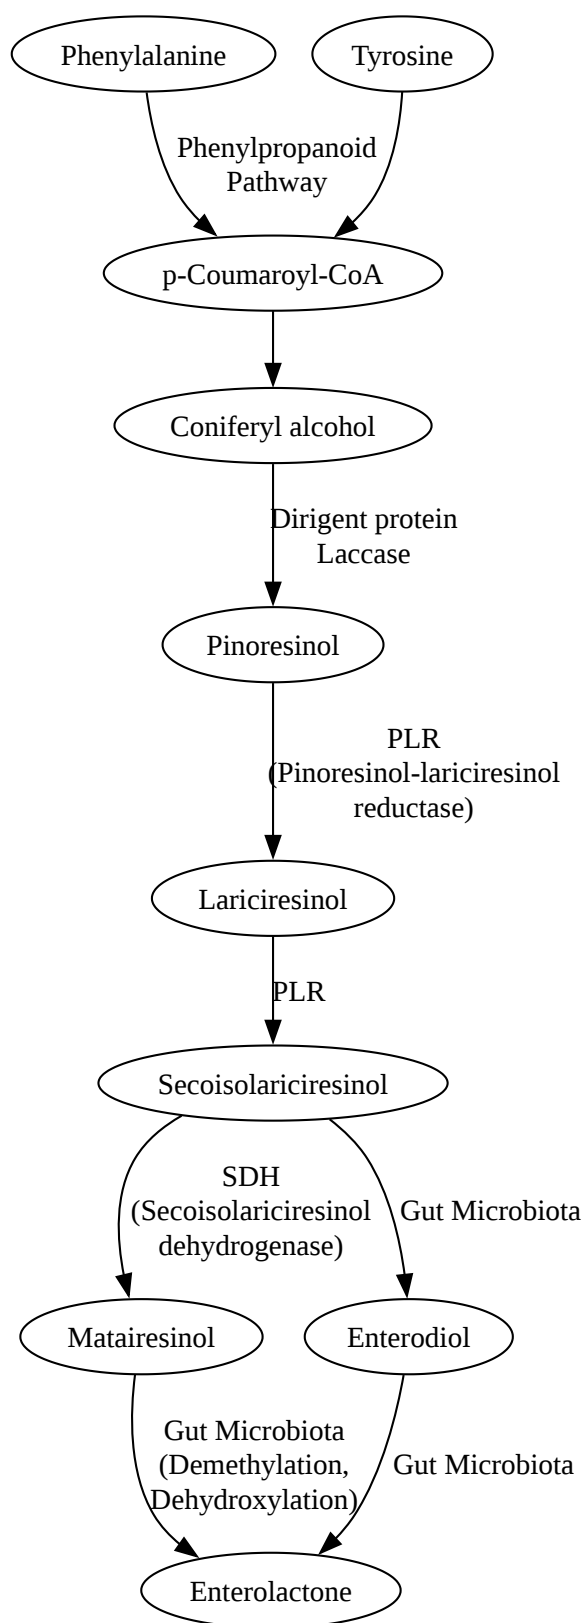 Phenylalanine
Tyrosine
Phenylpropanoid
Pathway
p-Coumaroyl-CoA
Coniferyl alcohol
Dirigent protein
Laccase
Pinoresinol
PLR
(Pinoresinol-lariciresinol
reductase)
Lariciresinol
PLR
Secoisolariciresinol
SDH
(Secoisolariciresinol
dehydrogenase)
Gut Microbiota
Matairesinol
Enterodiol
Gut Microbiota
(Demethylation,
Dehydroxylation)
Gut Microbiota
Enterolactone